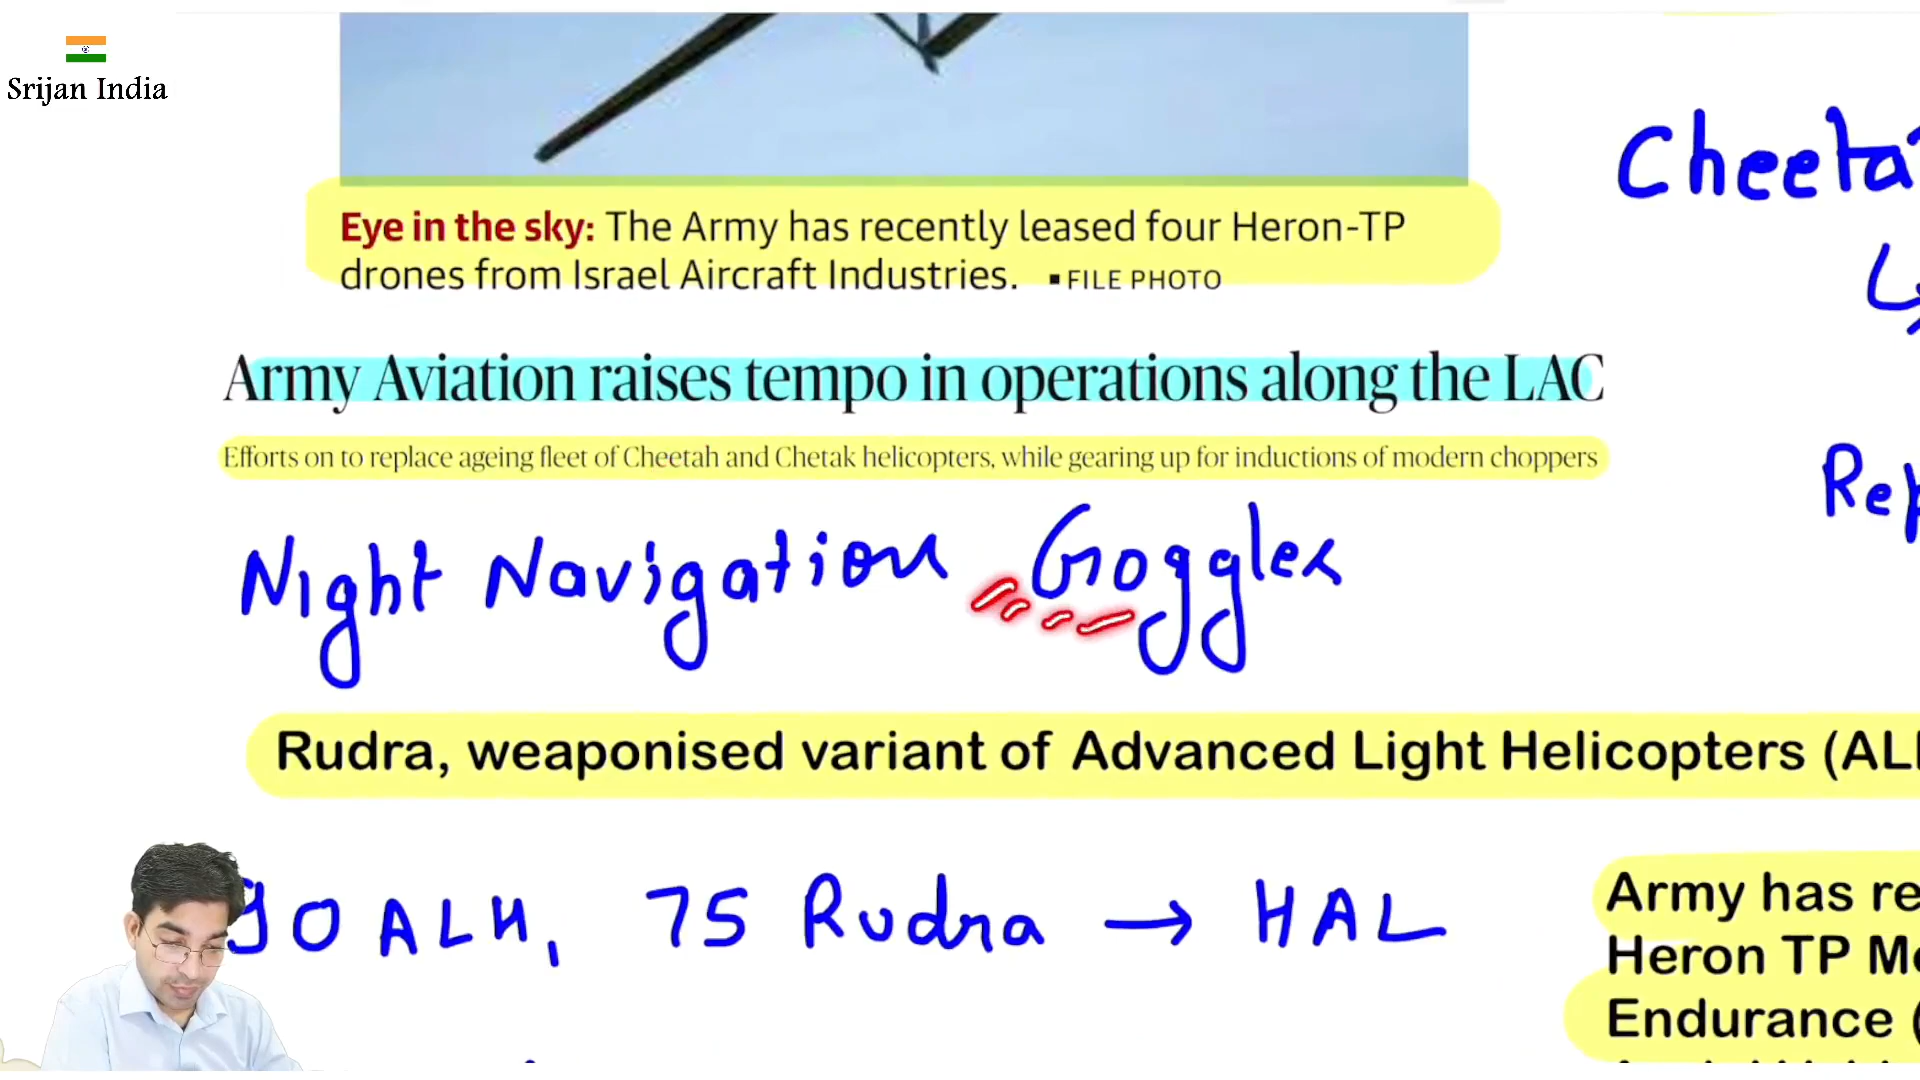 Srijan India
Cheeta
Eye in the sky: The Army has recently leased four Heron-TP
drones from Israel Aircraft Industries. ▪ FILE PHOTO
Army Aviation raises tempo in operations along the LAC
Efforts on to replace ageing fleet of Cheetah and Chetak helicopters, while gearing up for inductions of modern choppers
Rep
Night Navigation Goggles
Rudra, weaponised variant of Advanced Light Helicopters (AL
ALH, 75 Rudra → HAL
Army has re
Heron TP Me
Endurance (